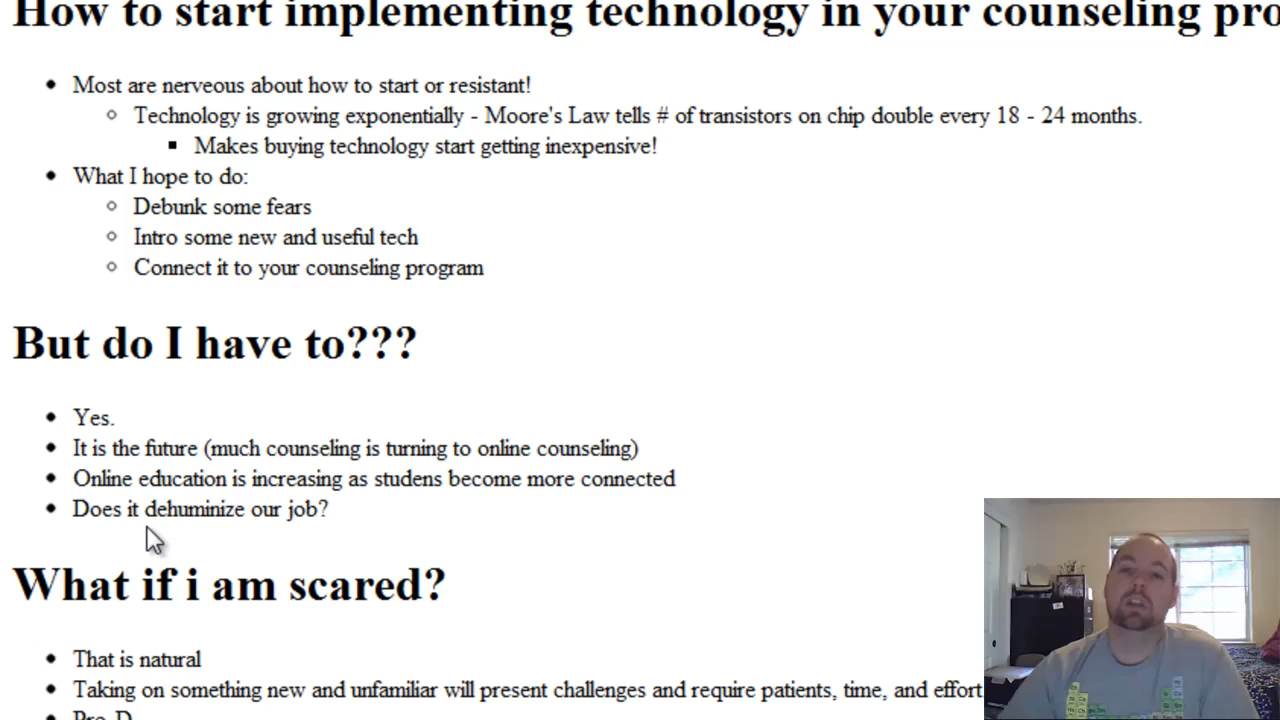 How to start implementing technology in your counseling pro
Most are nerveous about how to start or resistant!
Technology is growing exponentially - Moore's Law tells # of transistors on chip double every 18 - 24 months.
Makes buying technology start getting inexpensive!
What I hope to do:
Debunk some fears
Intro some new and useful tech
Connect it to your counseling program
But do I have to???
Yes.
It is the future (much counseling is turning to online counseling)
Online education is increasing as studens become more connected
Does it dehuminize our job?
What if i am scared?
That is natural
Taking on something new and unfamiliar will present challenges and require patients, time, and effort
Pro-D